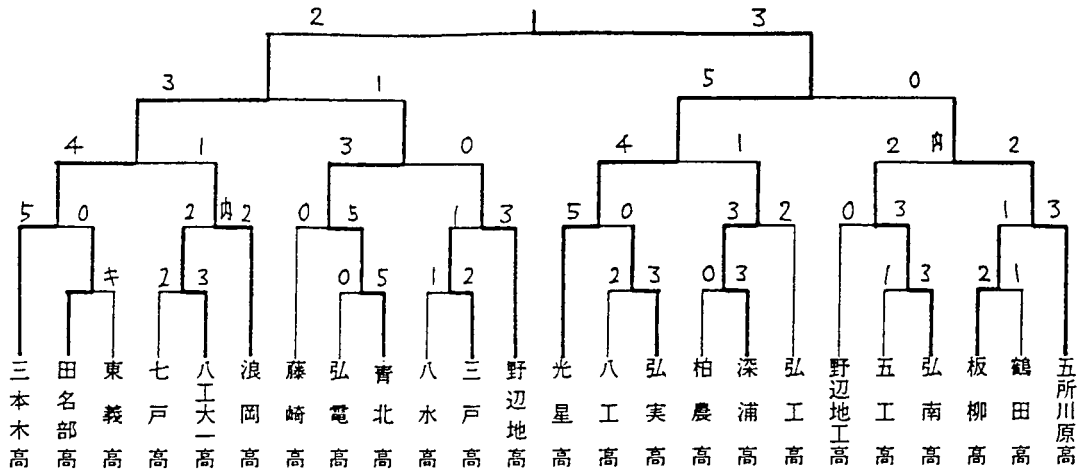 2 3
3 1 5 0
4 1 3 0 4 1 2 内 2
5 0 2 内 2 0 5 1 3 5 0 3 2 0 3 1 3
キ 2 3 0 5 1 2 2 3 0 3 1 3 2 1
三本木高
田名部高
東義高
七戸高
八工大一高
浪岡高
藤崎高
弘電高
青北高
八水高
三戸高
野辺地高
光星高
八工高
弘実高
柏農高
深浦高
弘工高
野辺地工高
五工高
弘南高
板柳高
鶴田高
五所川原高